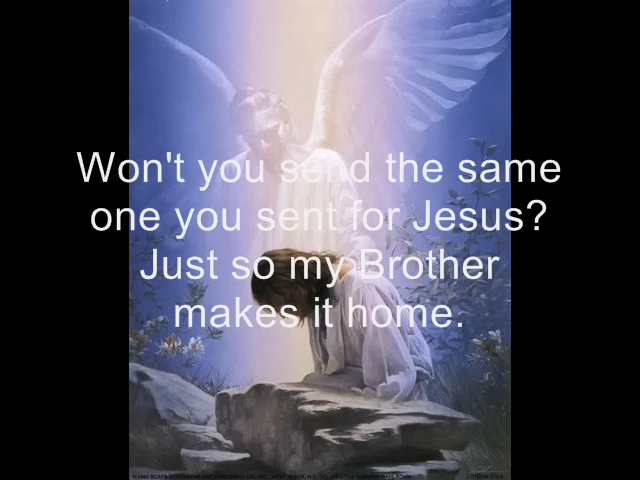 Won't you send the same
one you sent for Jesus?
Just so my Brother
makes it home.